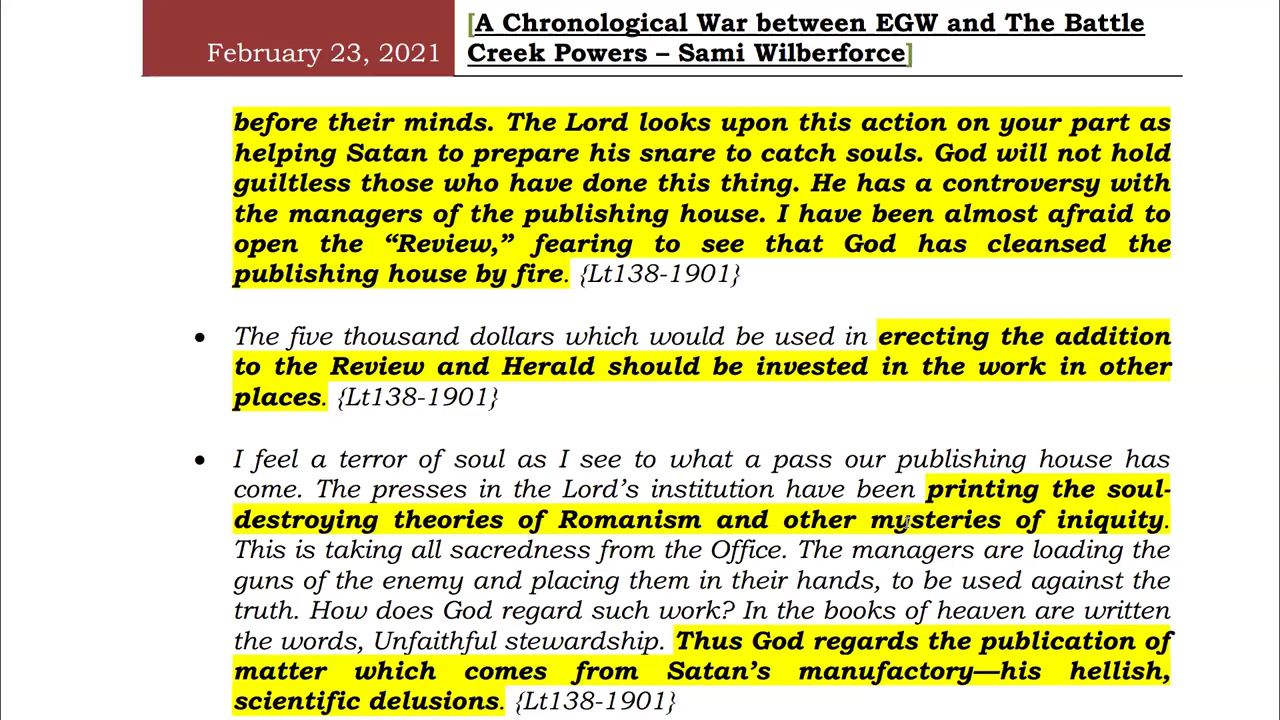 February 23, 2021
[A Chronological War between EGW and The Battle
Creek Powers – Sami Wilberforce]
before their minds. The Lord looks upon this action on your part as
helping Satan to prepare his snare to catch souls. God will not hold
guiltless those who have done this thing. He has a controversy with
the managers of the publishing house. I have been almost afraid to
open the “Review,” fearing to see that God has cleansed the
publishing house by fire. {Lt138-1901}
• The five thousand dollars which would be used in erecting the addition
to the Review and Herald should be invested in the work in other
places. {Lt138-1901}
• I feel a terror of soul as I see to what a pass our publishing house has
come. The presses in the Lord’s institution have been printing the soul-
destroying theories of Romanism and other mysteries of iniquity.
This is taking all sacredness from the Office. The managers are loading the
guns of the enemy and placing them in their hands, to be used against the
truth. How does God regard such work? In the books of heaven are written
the words, Unfaithful stewardship. Thus God regards the publication of
matter which comes from Satan’s manufactory—his hellish,
scientific delusions. {Lt138-1901}